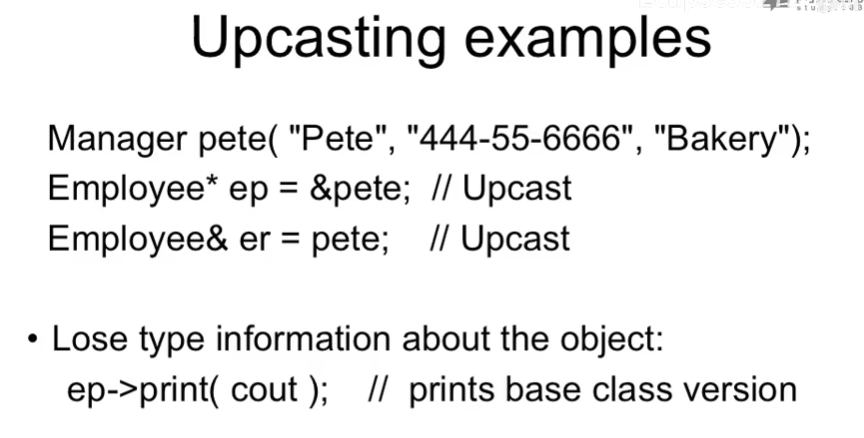 Upcasting examples
Manager pete( "Pete", "444-55-6666", "Bakery");
Employee* ep = &pete; // Upcast
Employee& er = pete; // Upcast
• Lose type information about the object:
ep->print( cout ); // prints base class version